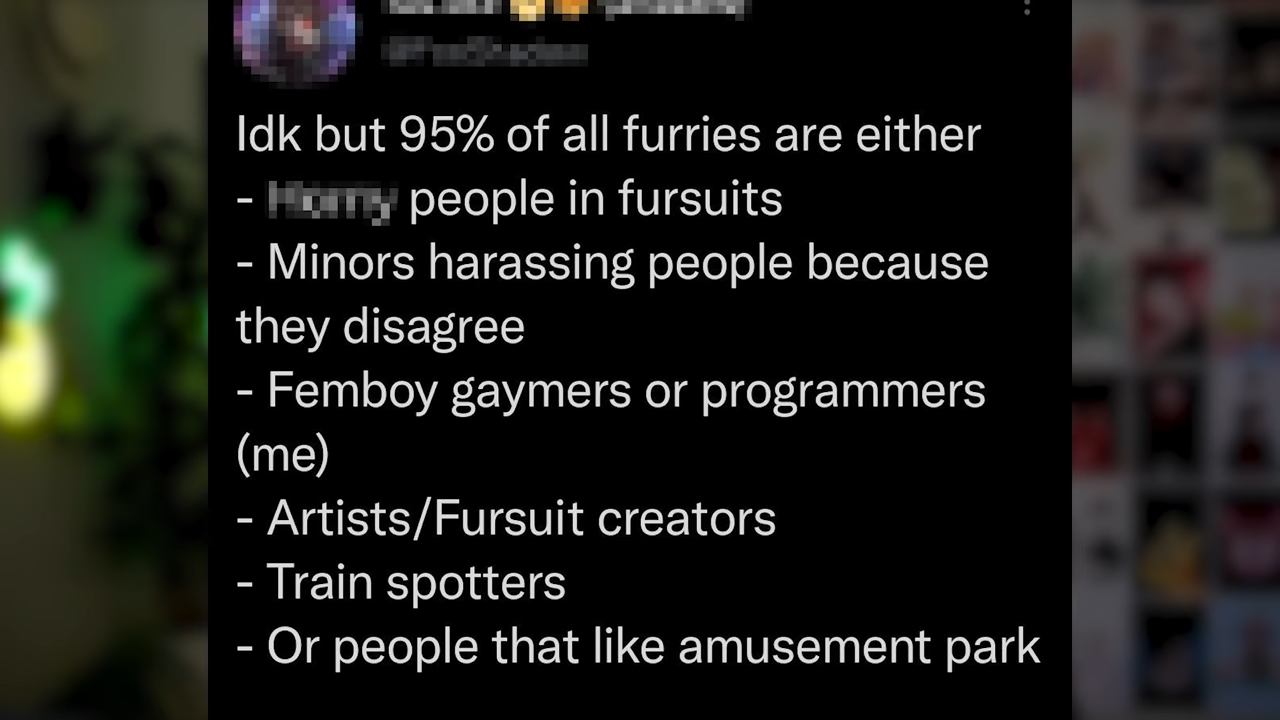 Idk but 95% of all furries are either
- Horny people in fursuits
- Minors harassing people because
they disagree
- Femboy gaymers or programmers
(me)
- Artists/Fursuit creators
- Train spotters
- Or people that like amusement park